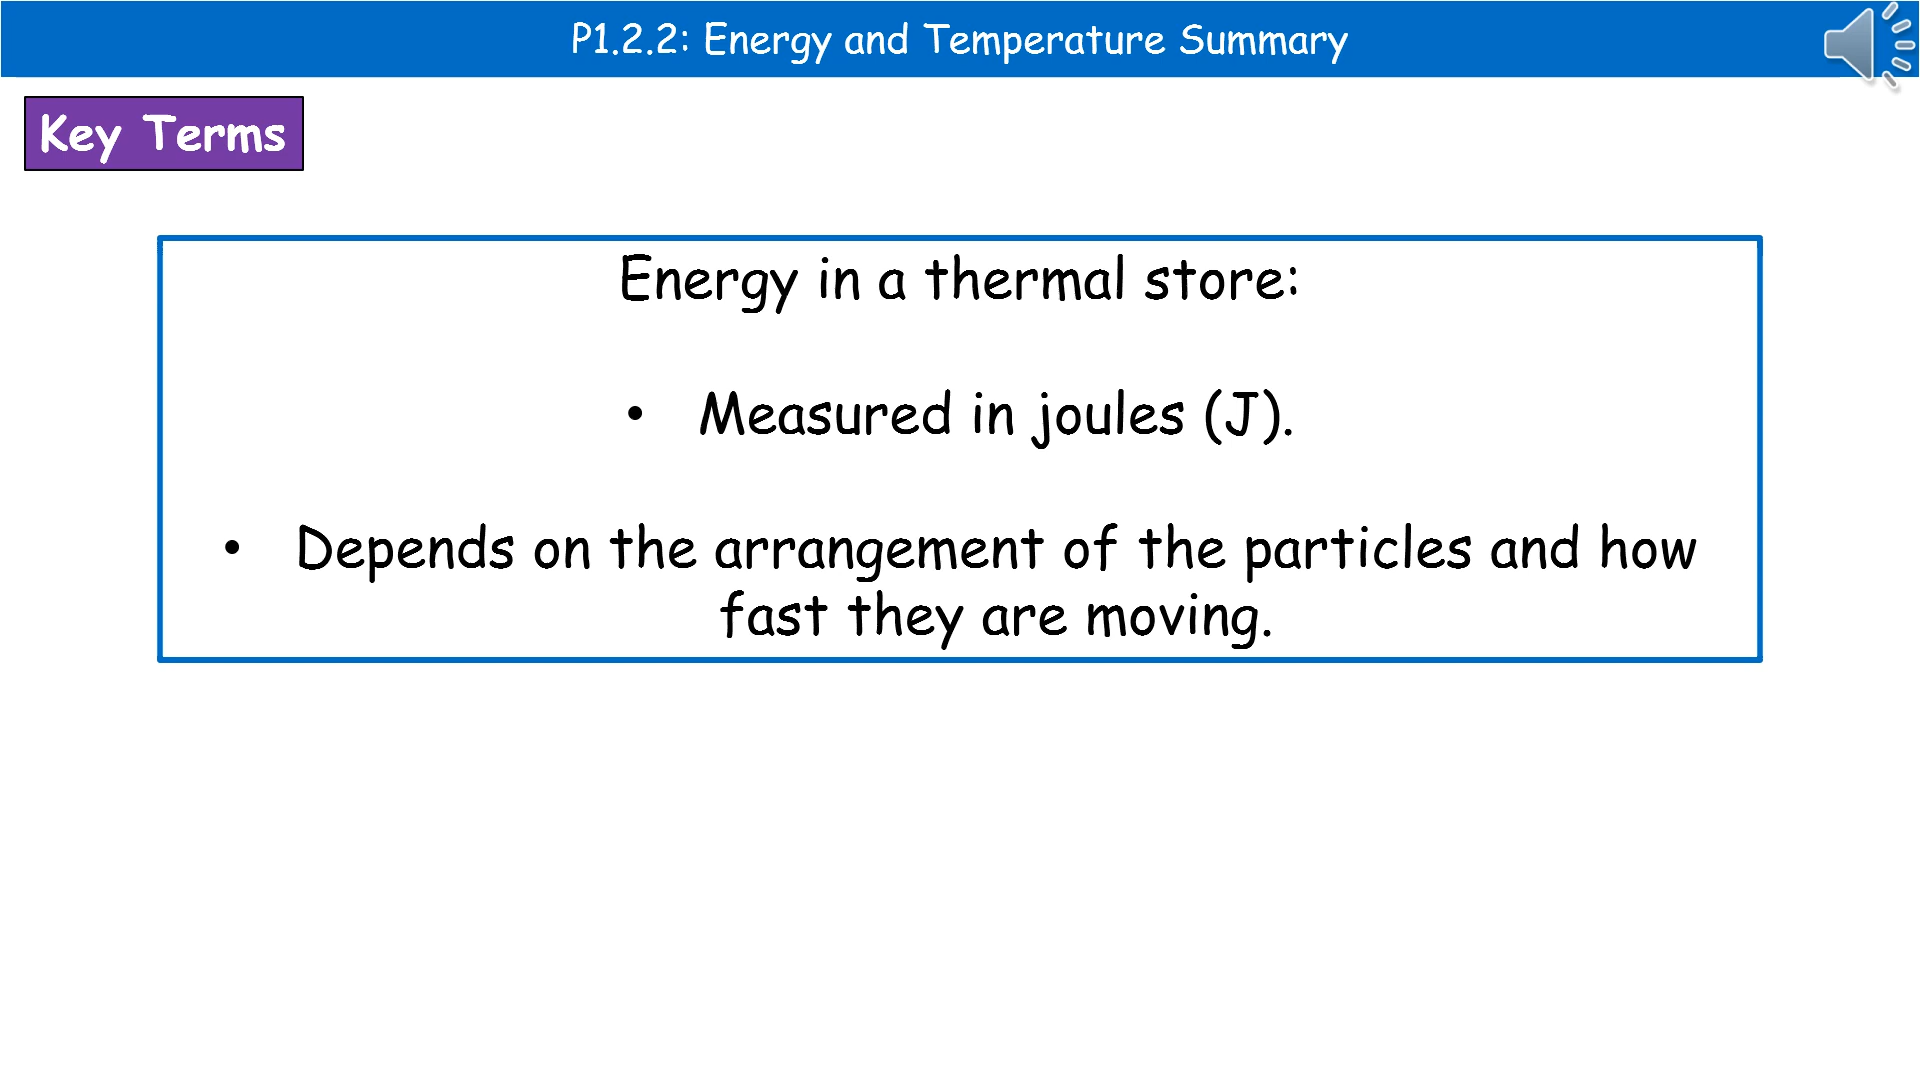 P1.2.2: Energy and Temperature Summary
Key Terms
Energy in a thermal store:
• Measured in joules (J).
• Depends on the arrangement of the particles and how
fast they are moving.